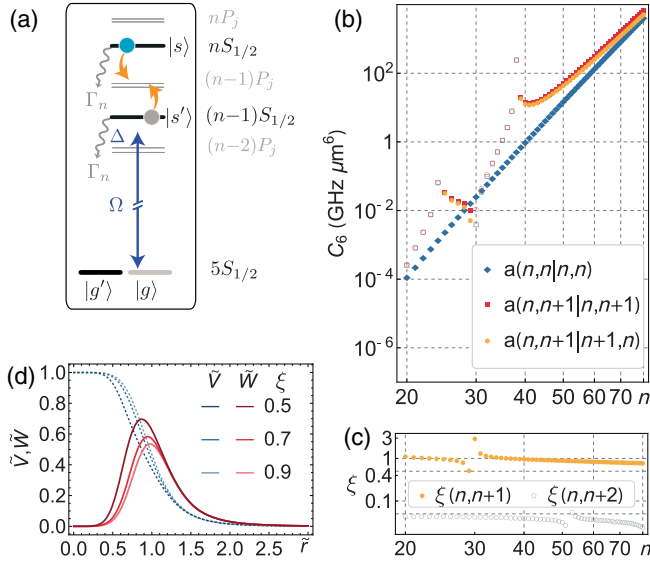 (a)
nP_j
|s⟩
nS_{1/2}
(n−1)P_j
Γ_n
|s′⟩
(n−1)S_{1/2}
Δ
(n−2)P_j
Γ_n
Ω
5S_{1/2}
|g′⟩
|g⟩
(b)
C_6 (GHz μm^6)
10^2
1
10^{-2}
10^{-4}
10^{-6}
a(n,n|n,n)
a(n,n+1|n,n+1)
a(n,n+1|n+1,n)
20
30
40
50
60
70
n
(c)
ξ
3
1
0.4
0.1
ξ(n,n+1)
ξ(n,n+2)
20
30
40
50
60
70
n
(d)
Ṽ,W̃
1.0
0.8
0.6
0.4
0.2
0.0
Ṽ W̃ ξ
0.5
0.7
0.9
0.0 0.5 1.0 1.5 2.0 2.5 r̃